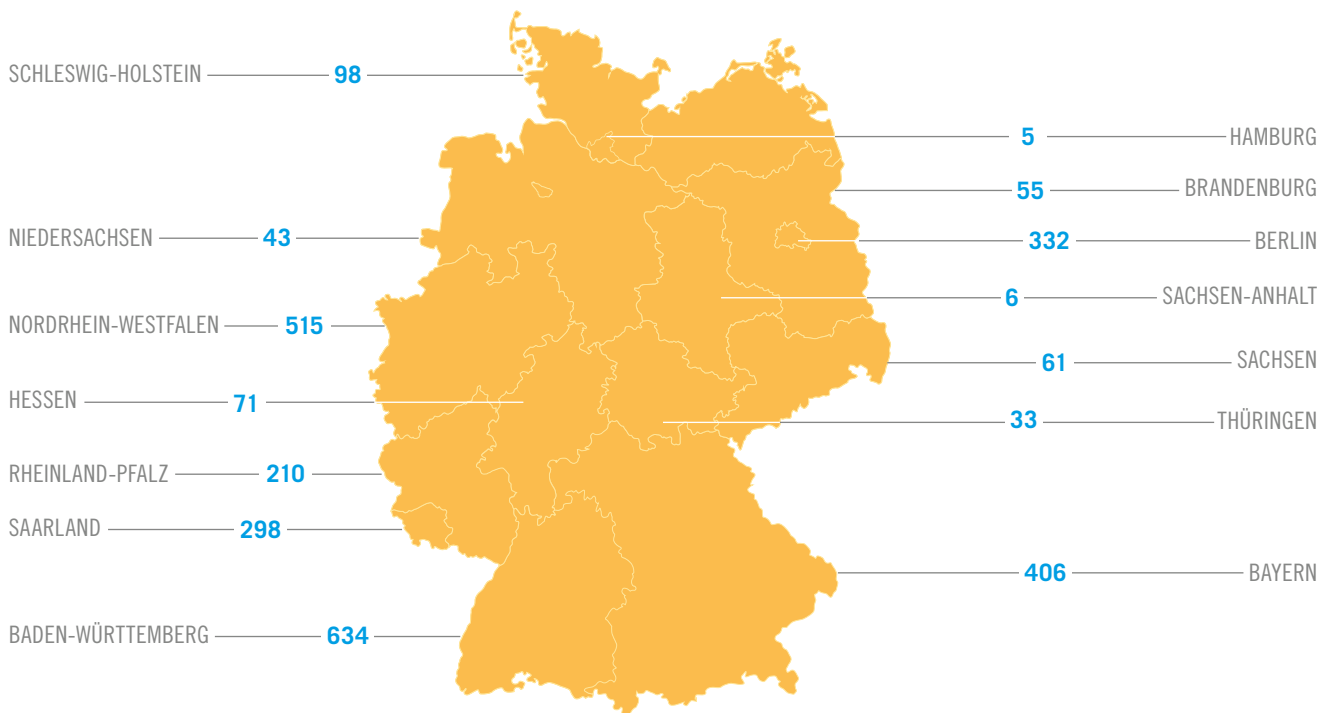 SCHLESWIG-HOLSTEIN 98
5 HAMBURG
55 BRANDENBURG
NIEDERSACHSEN 43
332 BERLIN
6 SACHSEN-ANHALT
NORDRHEIN-WESTFALEN 515
61 SACHSEN
HESSEN 71
33 THÜRINGEN
RHEINLAND-PFALZ 210
SAARLAND 298
406 BAYERN
BADEN-WÜRTTEMBERG 634